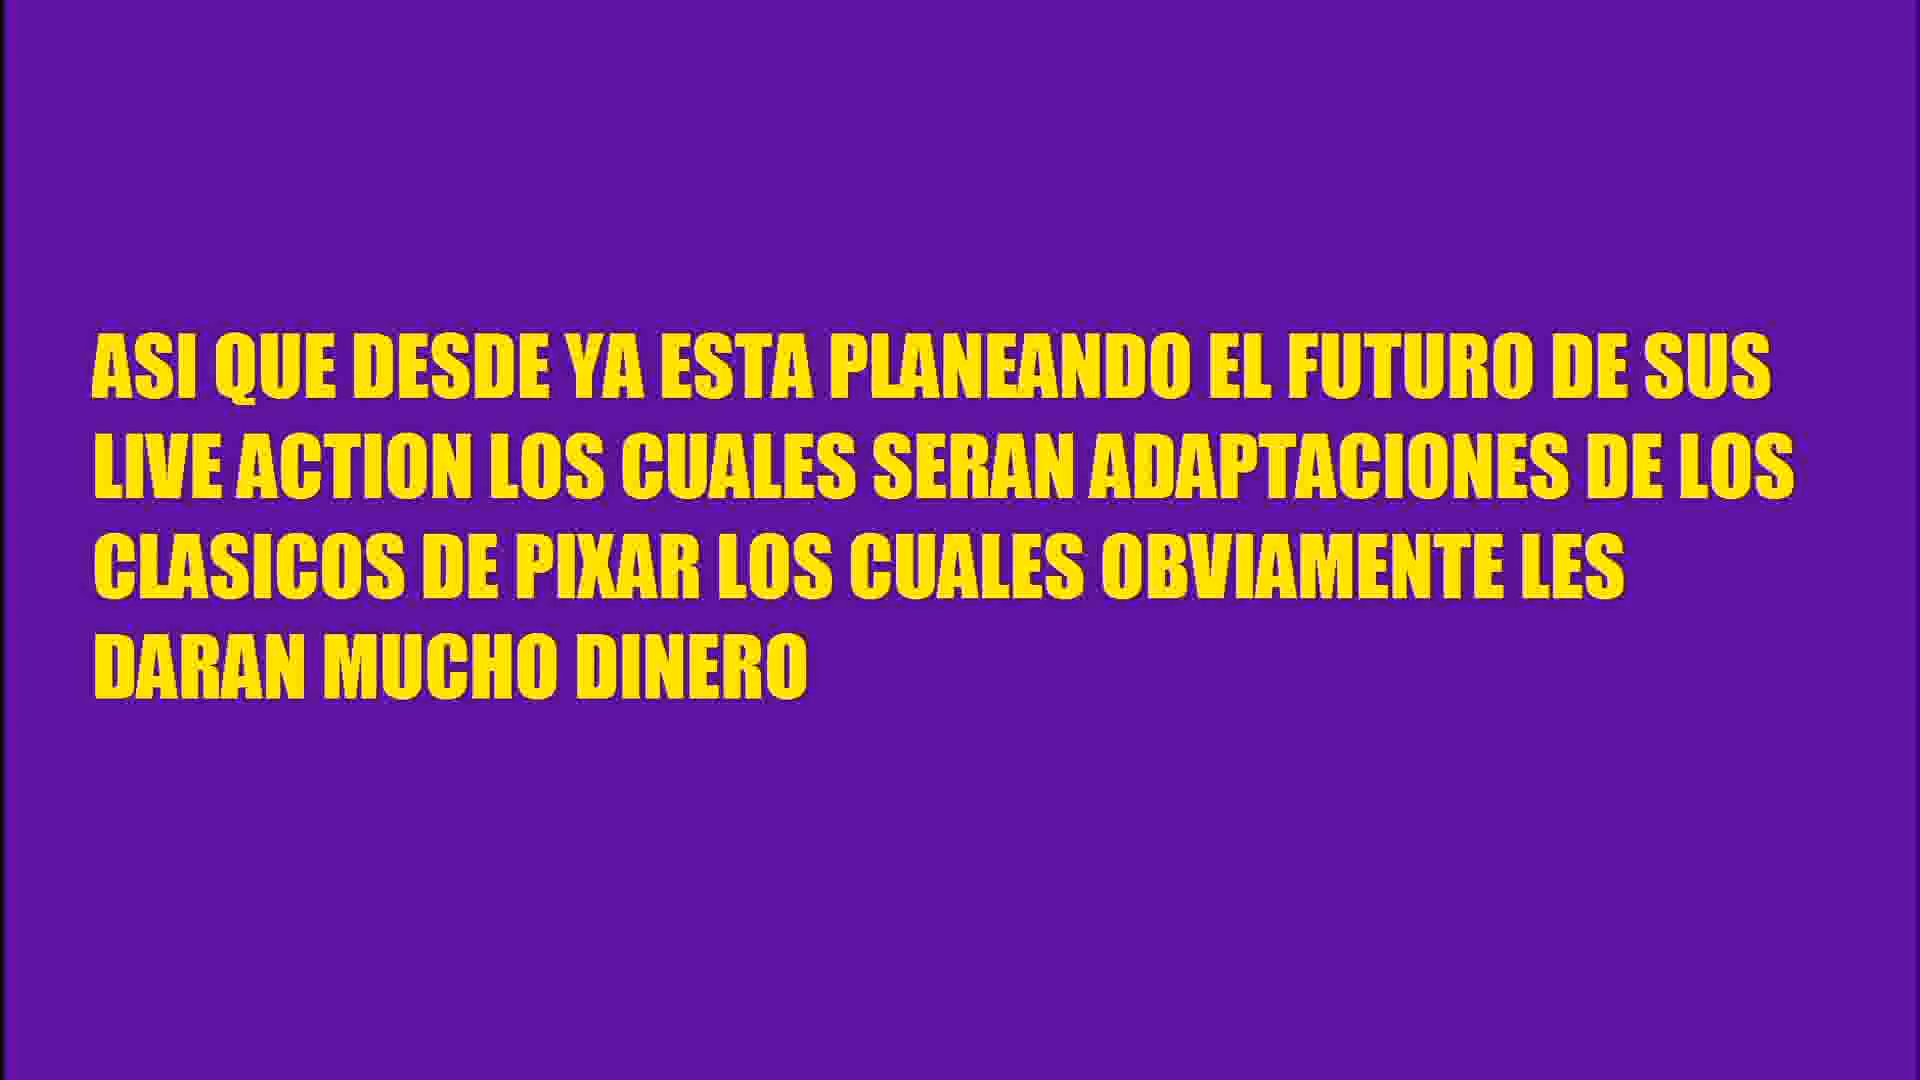 ASI QUE DESDE YA ESTA PLANEANDO EL FUTURO DE SUS
LIVE ACTION LOS CUALES SERAN ADAPTACIONES DE LOS
CLASICOS DE PIXAR LOS CUALES OBVIAMENTE LES
DARAN MUCHO DINERO